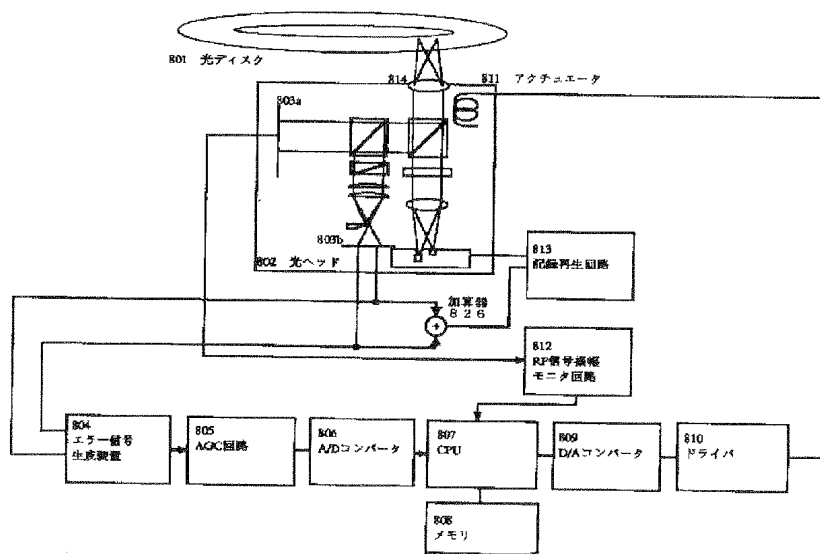 801 光ディスク
814
811 アクチュエータ
803a
803b
802 光ヘッド
813
記録再生回路
加算器
826
812
RF信号振幅
モニタ回路
804
エラー信号
生成装置
805
AGC回路
806
A/Dコンバータ
807
CPU
809
D/Aコンバータ
810
ドライバ
808
メモリ